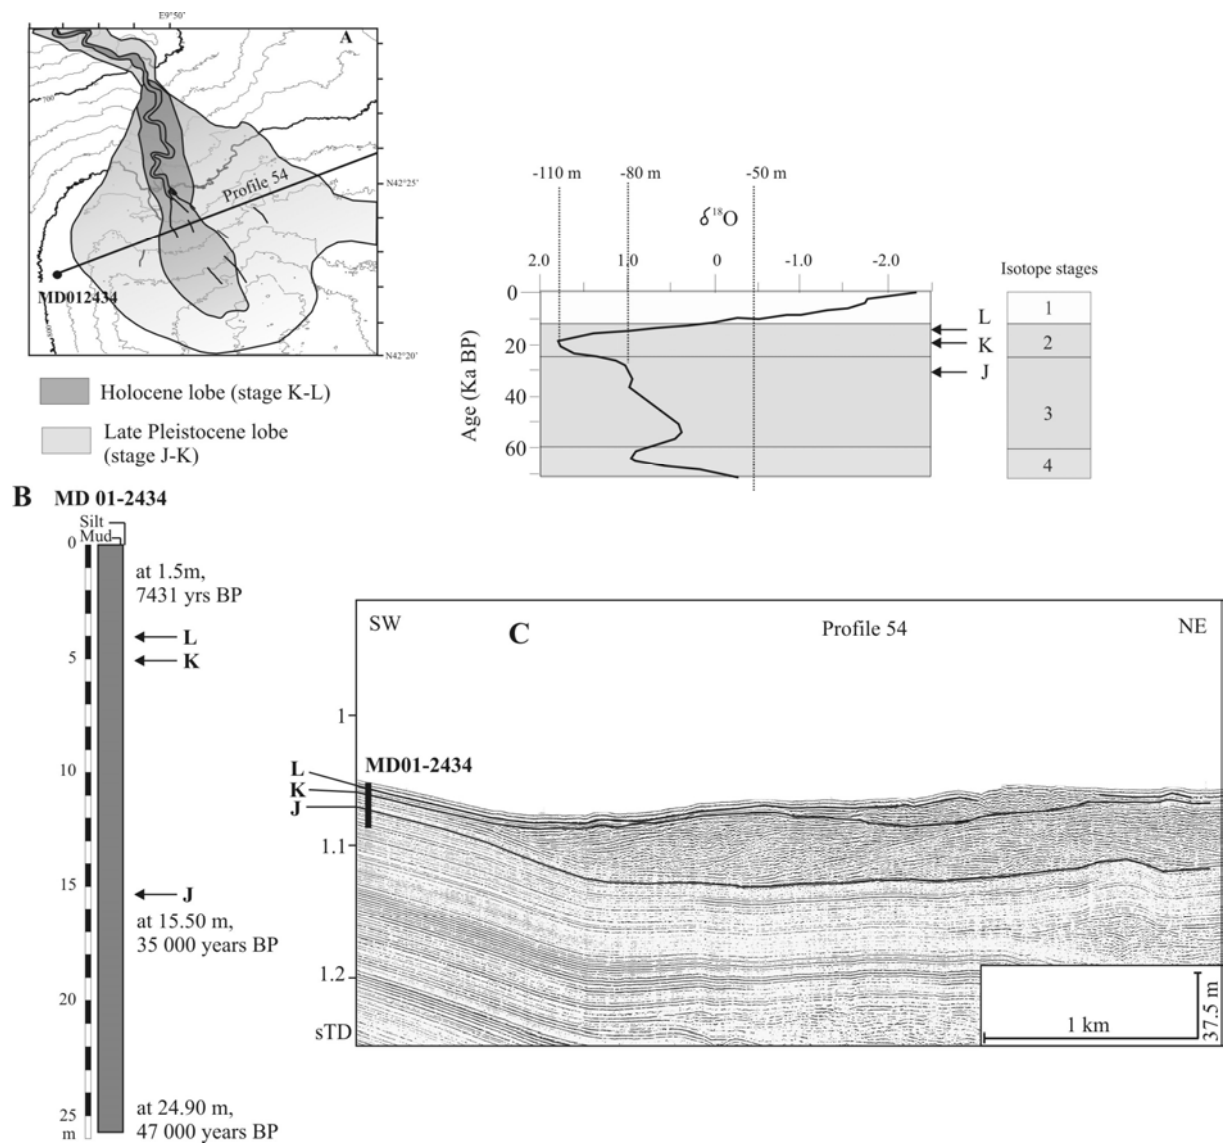 E9°50'
A
700
Profile 54
N42°25'
MD012434
N42°20'
Holocene lobe (stage K-L)
Late Pleistocene lobe
(stage J-K)
-110 m
-80 m
-50 m
δ¹⁸O
2.0
1.0
0
-1.0
-2.0
Isotope stages
Age (Ka BP)
0
20
40
60
L
K
J
1
2
3
4
B MD 01-2434
Silt
Mud
0
at 1.5m,
7431 yrs BP
L
K
5
10
15
J
at 15.50 m,
35 000 years BP
20
25
m
at 24.90 m,
47 000 years BP
SW
C
Profile 54
NE
1
L
K
J
MD01-2434
1.1
1.2
sTD
1 km
37.5 m